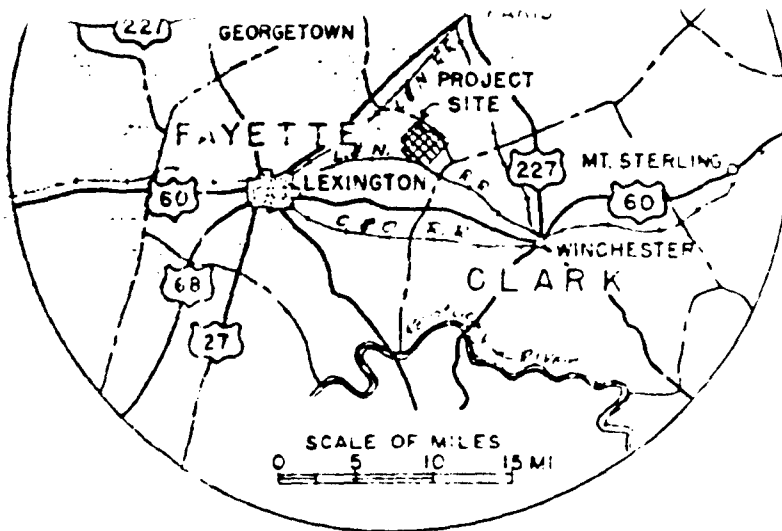 227
GEORGETOWN
PROJECT
SITE
FAYETTE
L. N.
R R
LEXINGTON
227
MT. STERLING
60
60
C & O R.R.
WINCHESTER
CLARK
68
27
SCALE OF MILES
0 5 10 15 MI